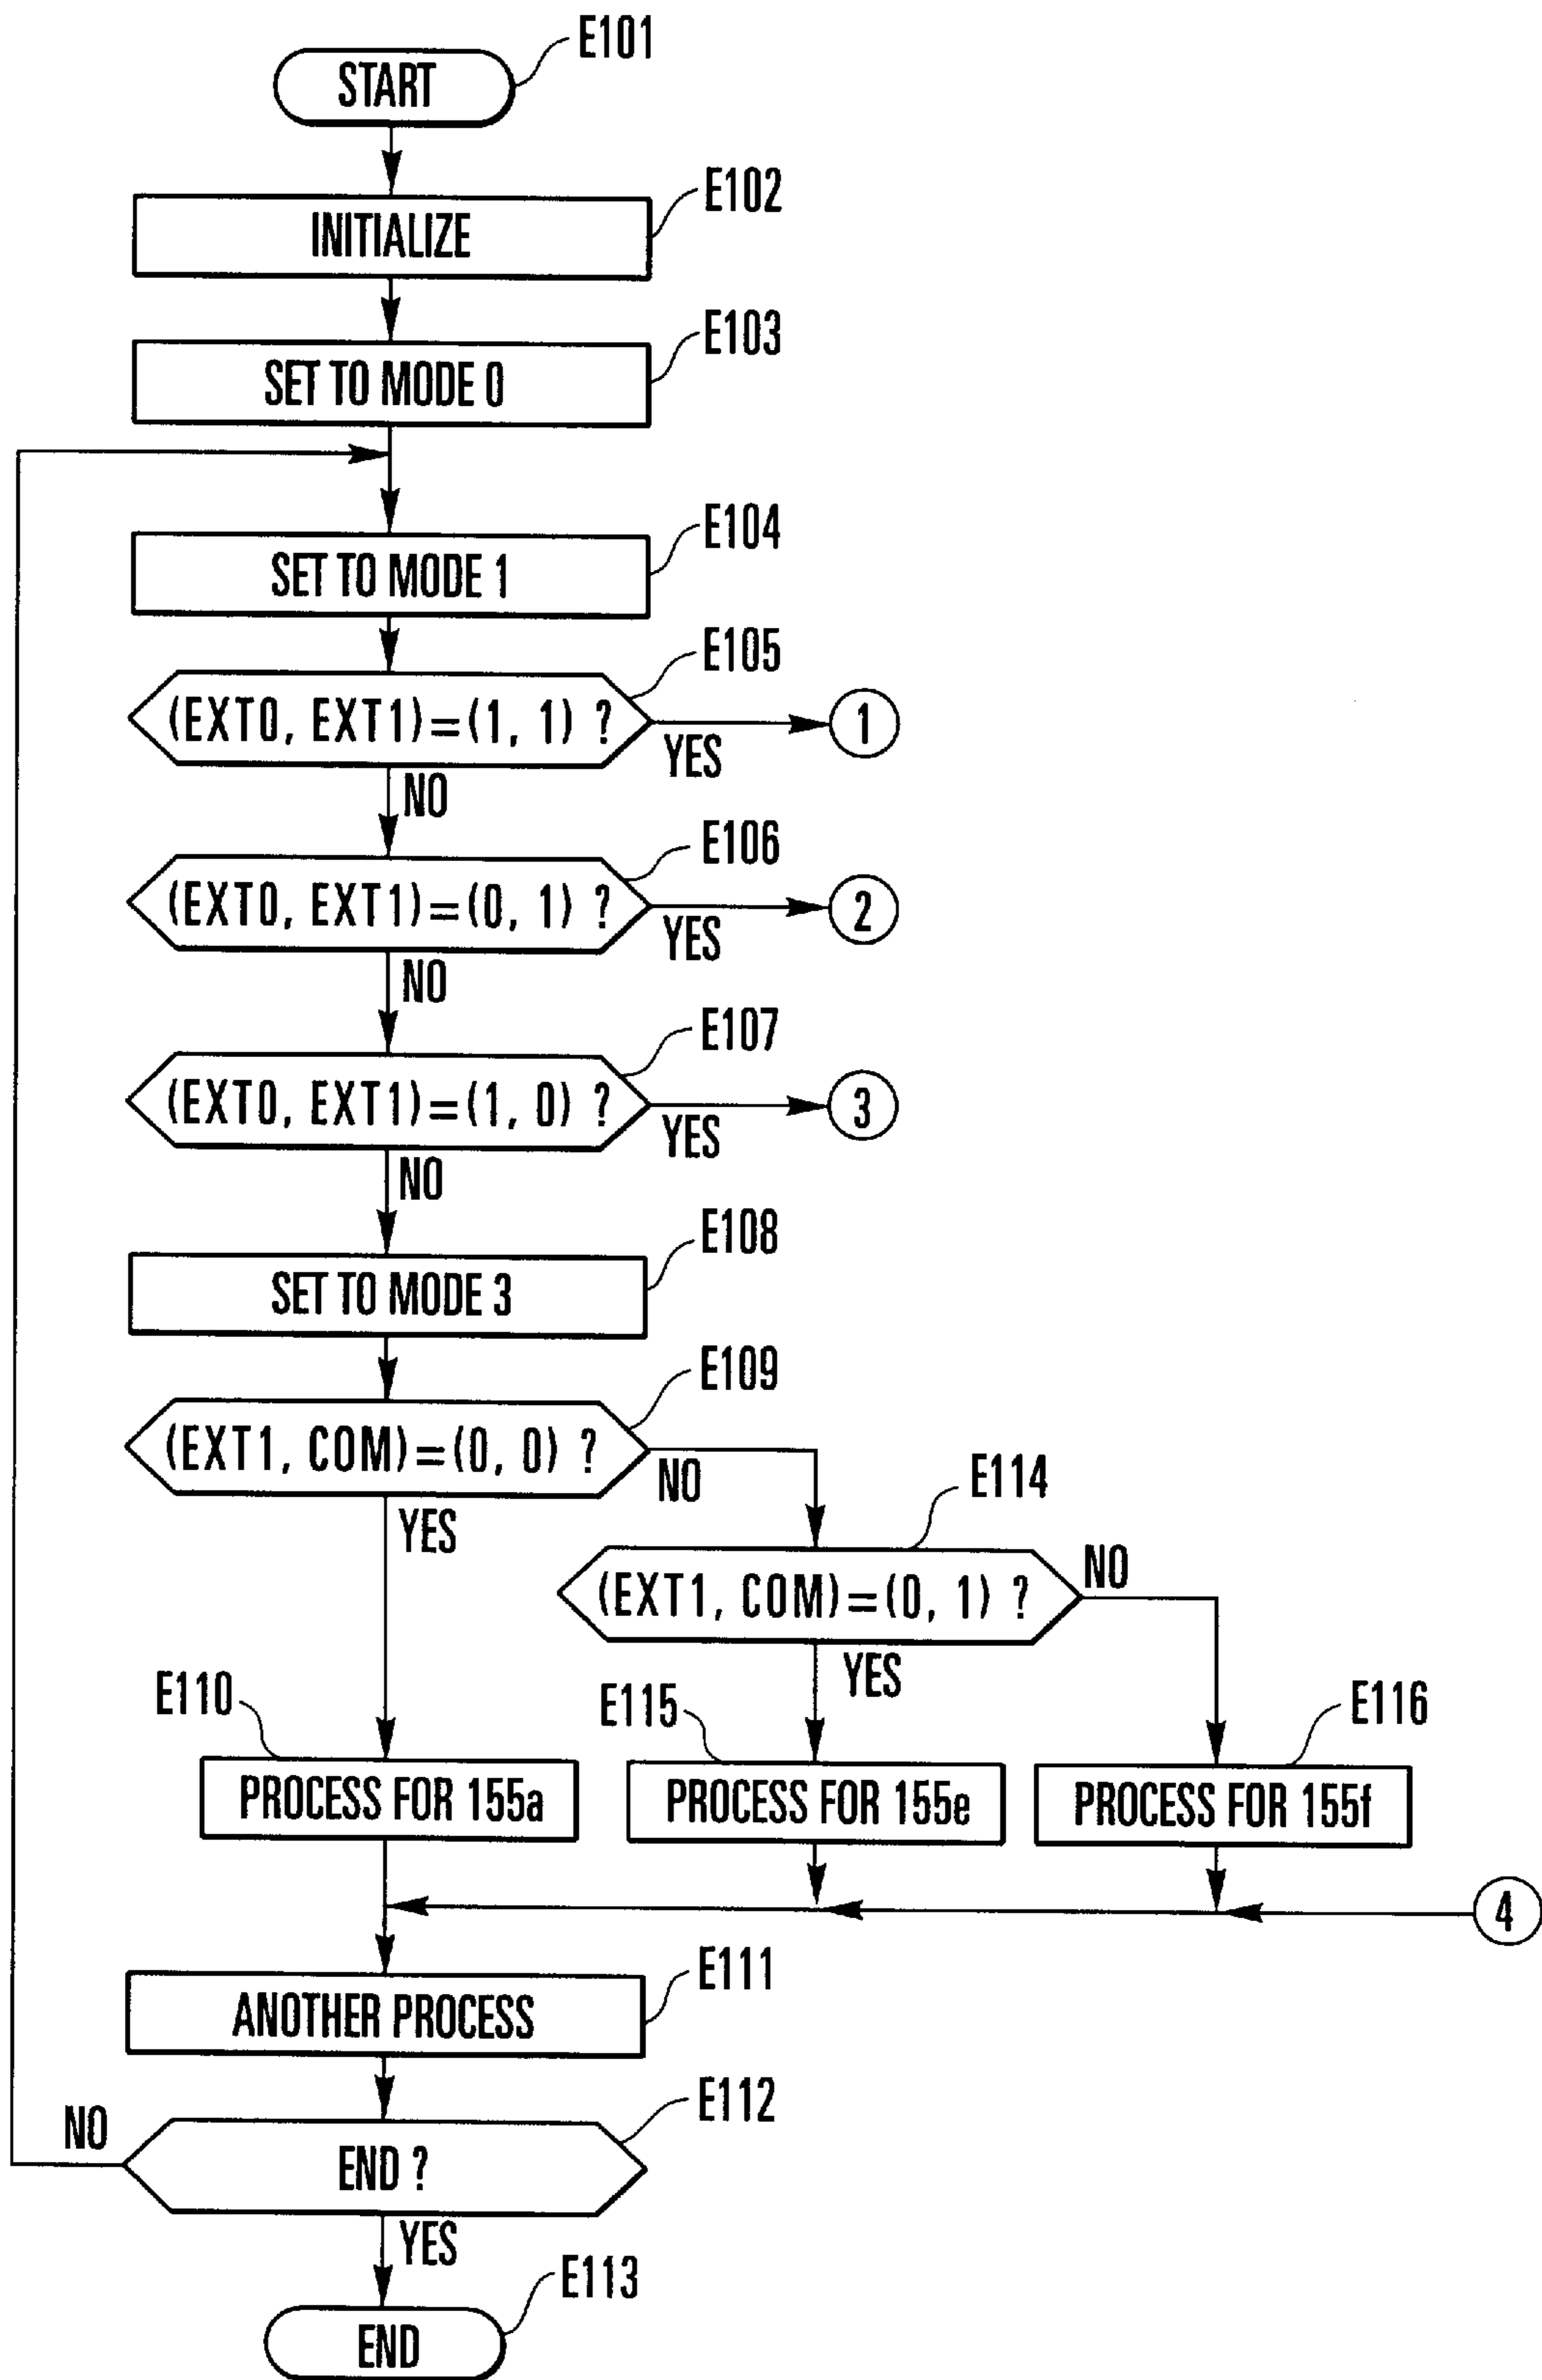 E101
START
E102
INITIALIZE
E103
SET TO MODE 0
E104
SET TO MODE 1
E105
(EXT0, EXT1)=(1, 1) ?
1
YES
NO
E106
(EXT0, EXT1)=(0, 1) ?
2
YES
NO
E107
(EXT0, EXT1)=(1, 0) ?
3
YES
NO
E108
SET TO MODE 3
E109
(EXT1, COM)=(0, 0) ?
NO
YES
E114
(EXT1, COM)=(0, 1) ?
NO
YES
E110
E115
E116
PROCESS FOR 155a
PROCESS FOR 155e
PROCESS FOR 155f
4
E111
ANOTHER PROCESS
E112
NO
END ?
YES
E113
END